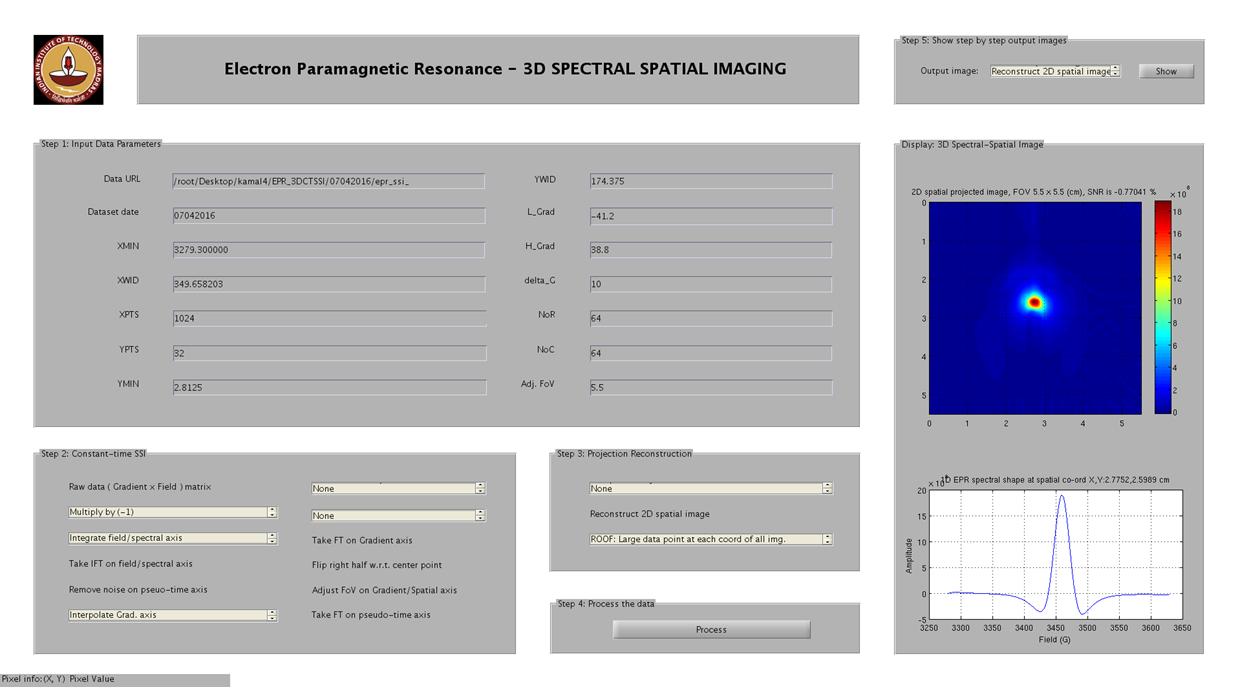 INDIAN INSTITUTE OF TECHNOLOGY MADRAS
Electron Paramagnetic Resonance - 3D SPECTRAL SPATIAL IMAGING
Step 5: Show step by step output images
Output image:
Reconstruct 2D spatial image
Show
Step 1: Input Data Parameters
Data URL
/root/Desktop/kamal4/EPR_3DCTSSI/07042016/epr_ssi_
Dataset date
07042016
XMIN
3279.300000
XWID
349.658203
XPTS
1024
YPTS
32
YMIN
2.8125
YWID
174.375
L_Grad
-41.2
H_Grad
38.8
delta_G
10
NoR
64
NoC
64
Adj. FoV
5.5
Step 2: Constant-time SSI
Raw data ( Gradient x Field ) matrix
Multiply by (-1)
Integrate field/spectral axis
Take IFT on field/spectral axis
Remove noise on pseuo-time axis
Interpolate Grad. axis
None
None
Take FT on Gradient axis
Flip right half w.r.t. center point
Adjust FoV on Gradient/Spatial axis
Take FT on pseudo-time axis
Step 3: Projection Reconstruction
None
Reconstruct 2D spatial image
ROOF: Large data point at each coord of all img.
Step 4: Process the data
Process
Display: 3D Spectral-Spatial Image
2D spatial projected image, FOV 5.5 x 5.5 (cm), SNR is -0.77041 %
0
1
2
3
4
5
0 1 2 3 4 5
18
16
14
12
10
8
6
4
2
0
1D EPR spectral shape at spatial co-ord X,Y:2.7752,2.5989 cm
20
15
10
5
0
-5
Amplitude
3250 3300 3350 3400 3450 3500 3550 3600 3650
Field (G)
Pixel info:(X, Y) Pixel Value